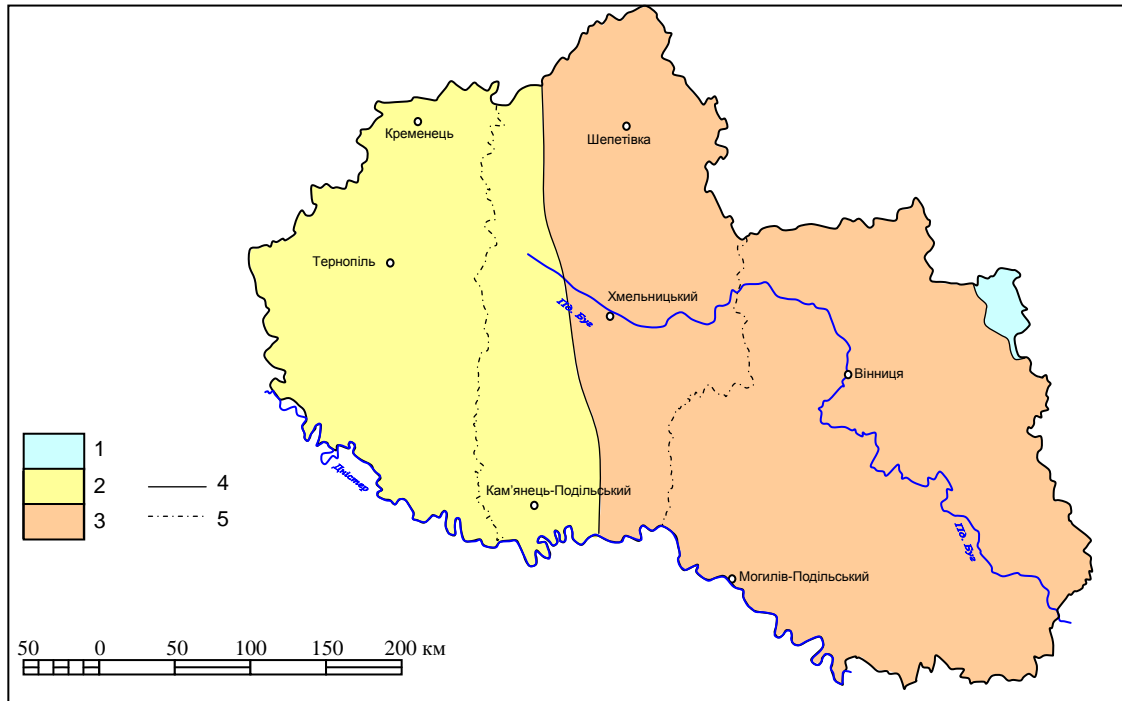 Кременець
Шепетівка
Тернопіль
Хмельницький
Пд. Буг
Вінниця
Дністер
Кам'янець-Подільський
Пд. Буг
Могилів-Подільський
1
2
3
4
5
50 0 50 100 150 200 км